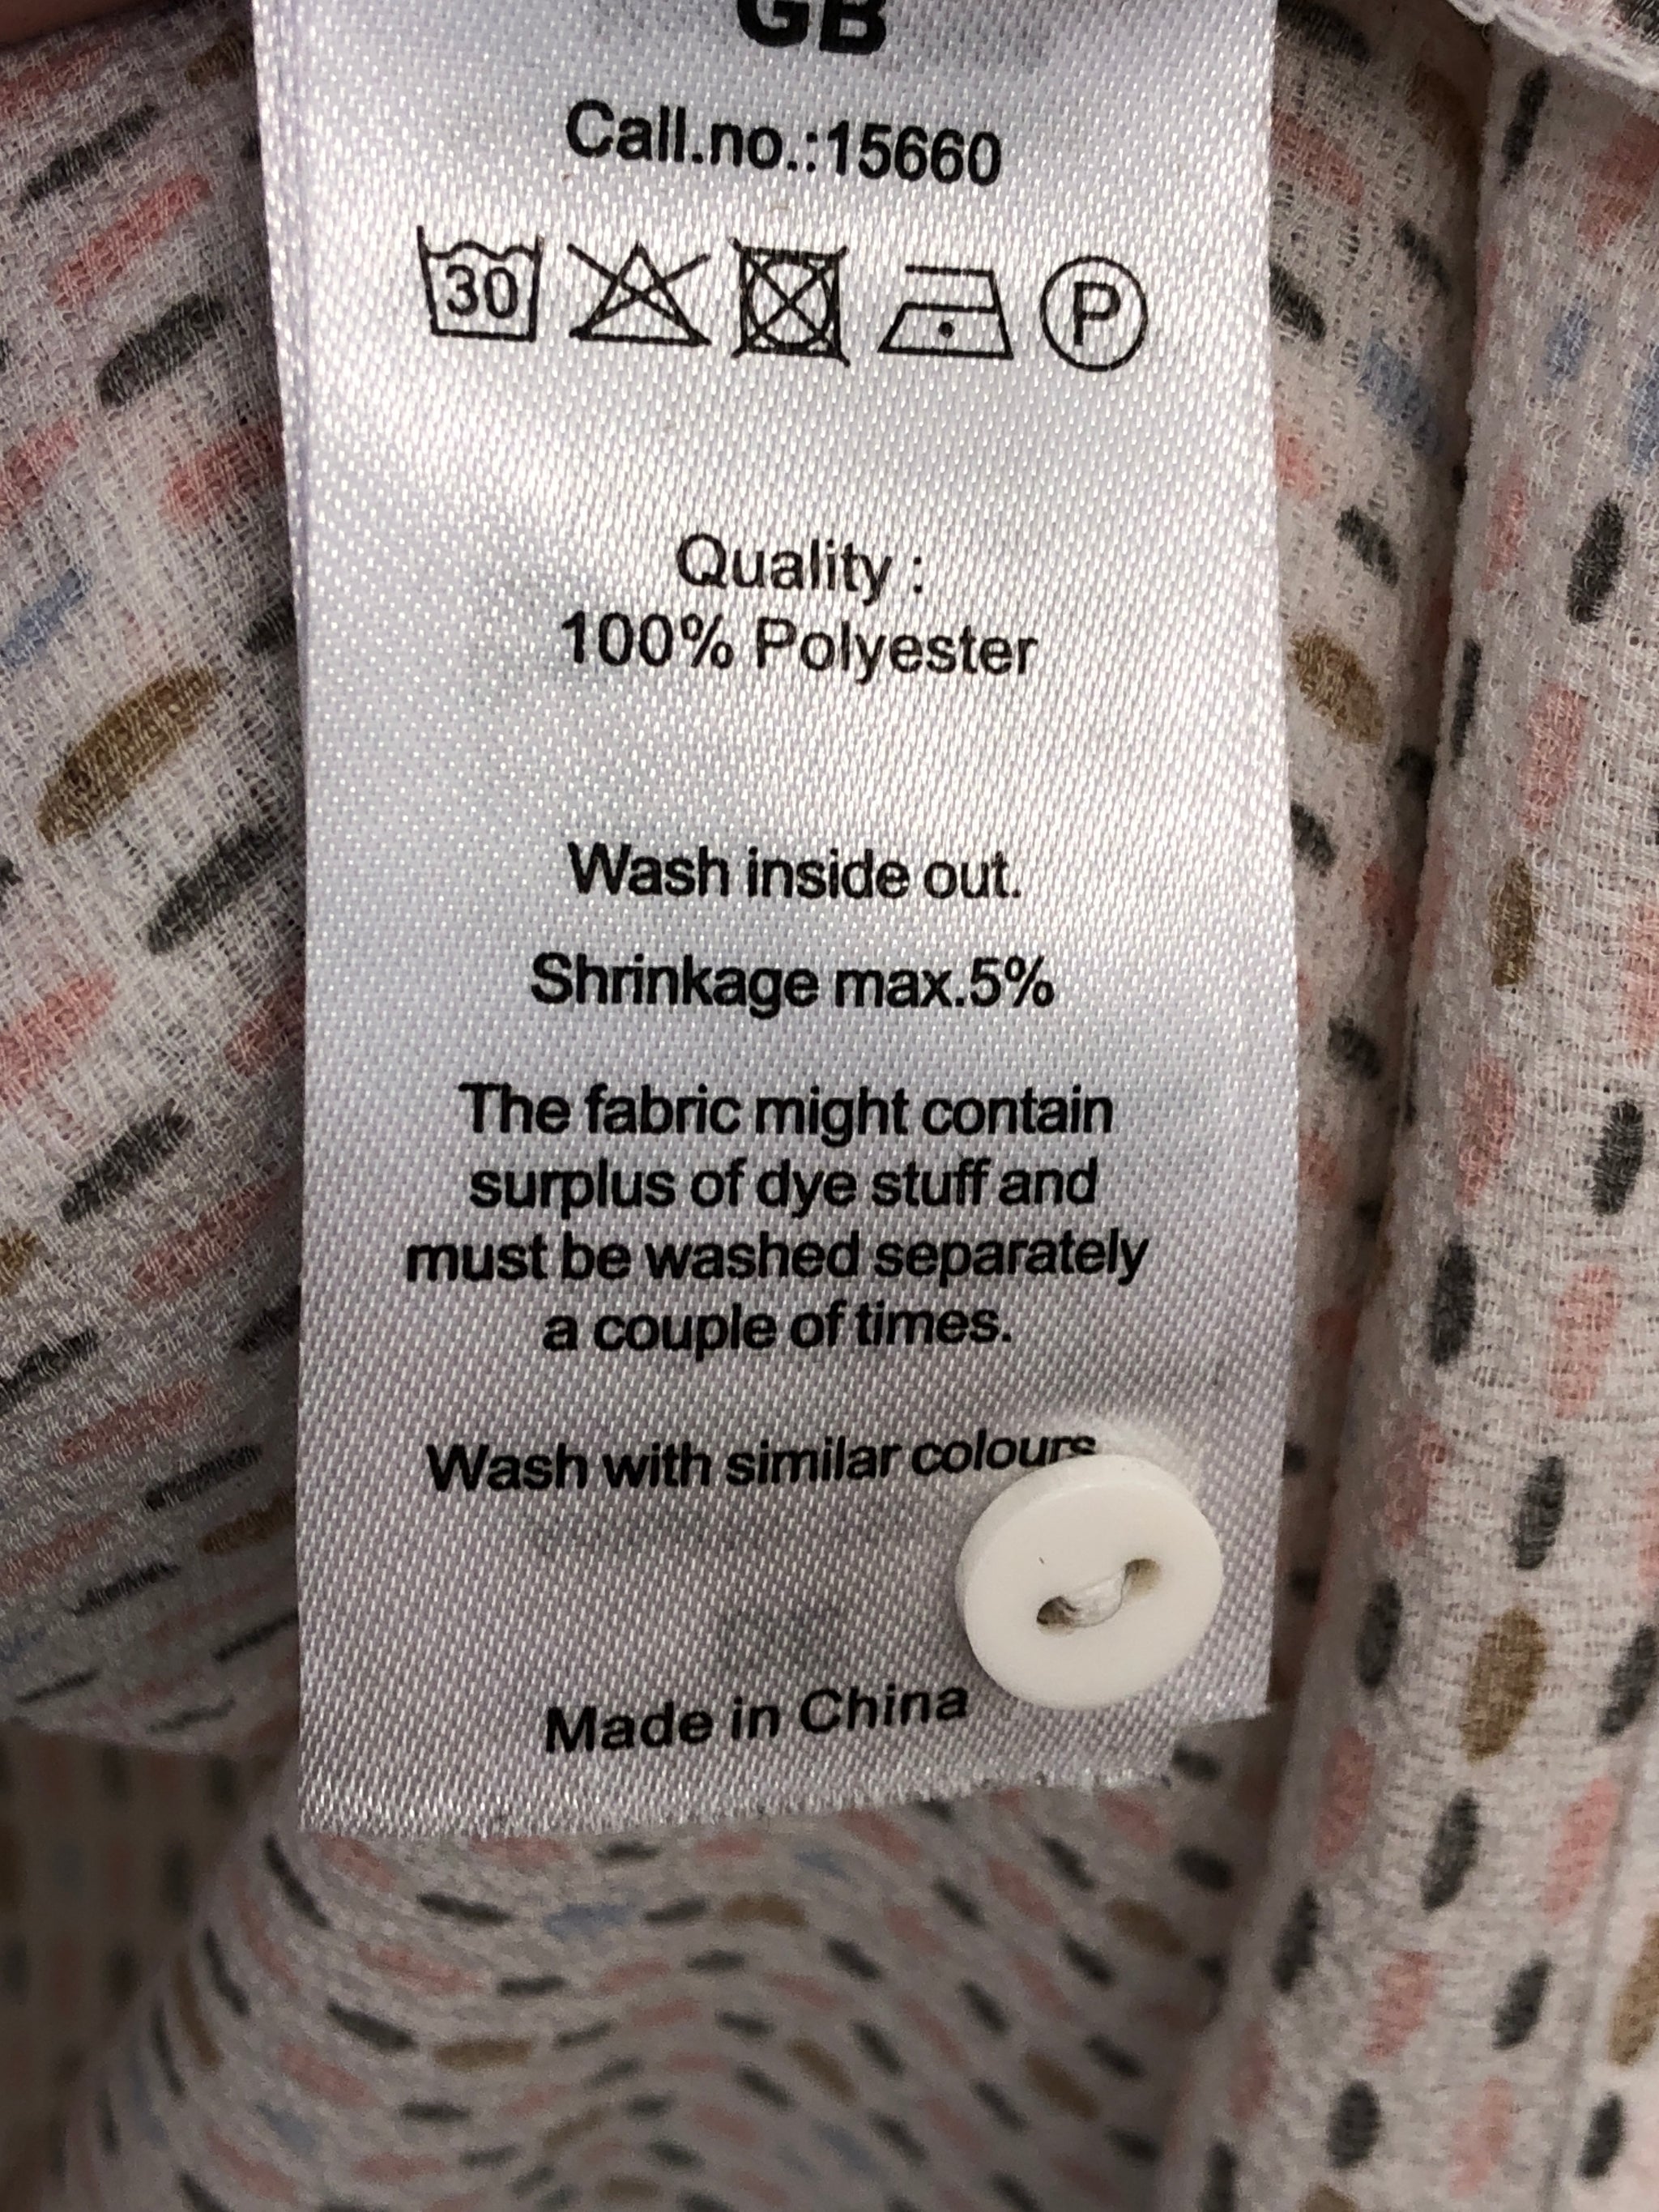 GB
Call.no.:15660
30 P
Quality :
100% Polyester
Wash inside out.
Shrinkage max.5%
The fabric might contain
surplus of dye stuff and
must be washed separately
a couple of times.
Wash with similar colours
Made in China